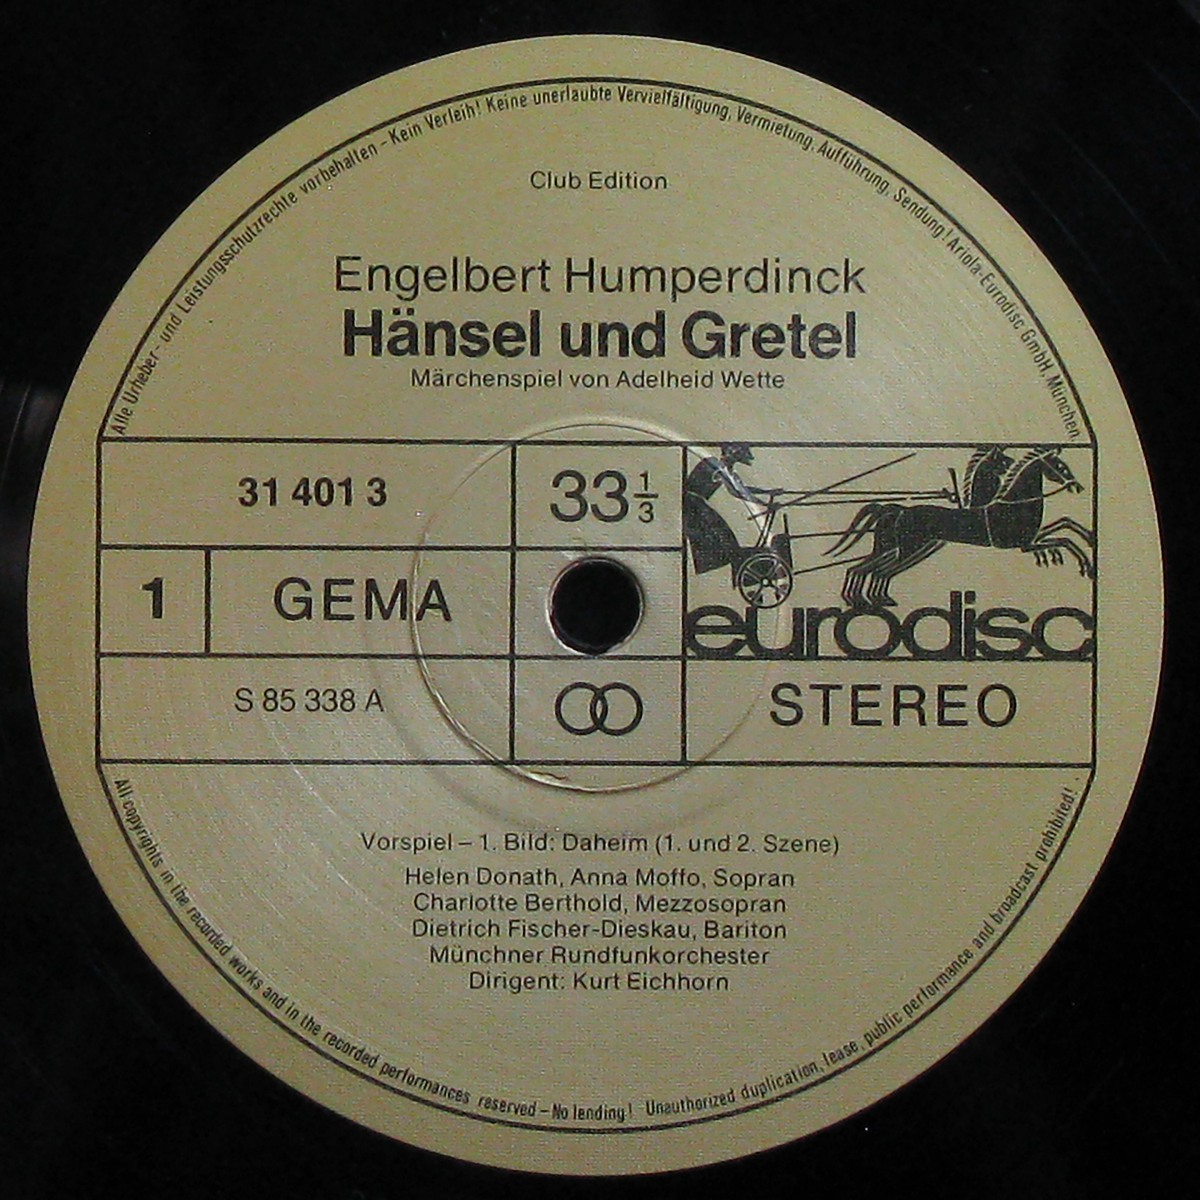 Alle Urheber- und Leistungsschutzrechte vorbehalten - Kein Verleih! Keine unerlaubte Vervielfältigung, Vermietung, Aufführung, Sendung! Ariola-Eurodisc GmbH, München.
Club Edition
Engelbert Humperdinck
Hänsel und Gretel
Märchenspiel von Adelheid Wette
31 401 3
33 1/3
1
GEMA
eurodisc
S 85 338 A
STEREO
Vorspiel – 1. Bild: Daheim (1. und 2. Szene)
Helen Donath, Anna Moffo, Sopran
Charlotte Berthold, Mezzosopran
Dietrich Fischer-Dieskau, Bariton
Münchner Rundfunkorchester
Dirigent: Kurt Eichhorn
All copyrights in the recorded works and in the recorded performances reserved – No lending! Unauthorized duplication, lease, public performance and broadcast prohibited!